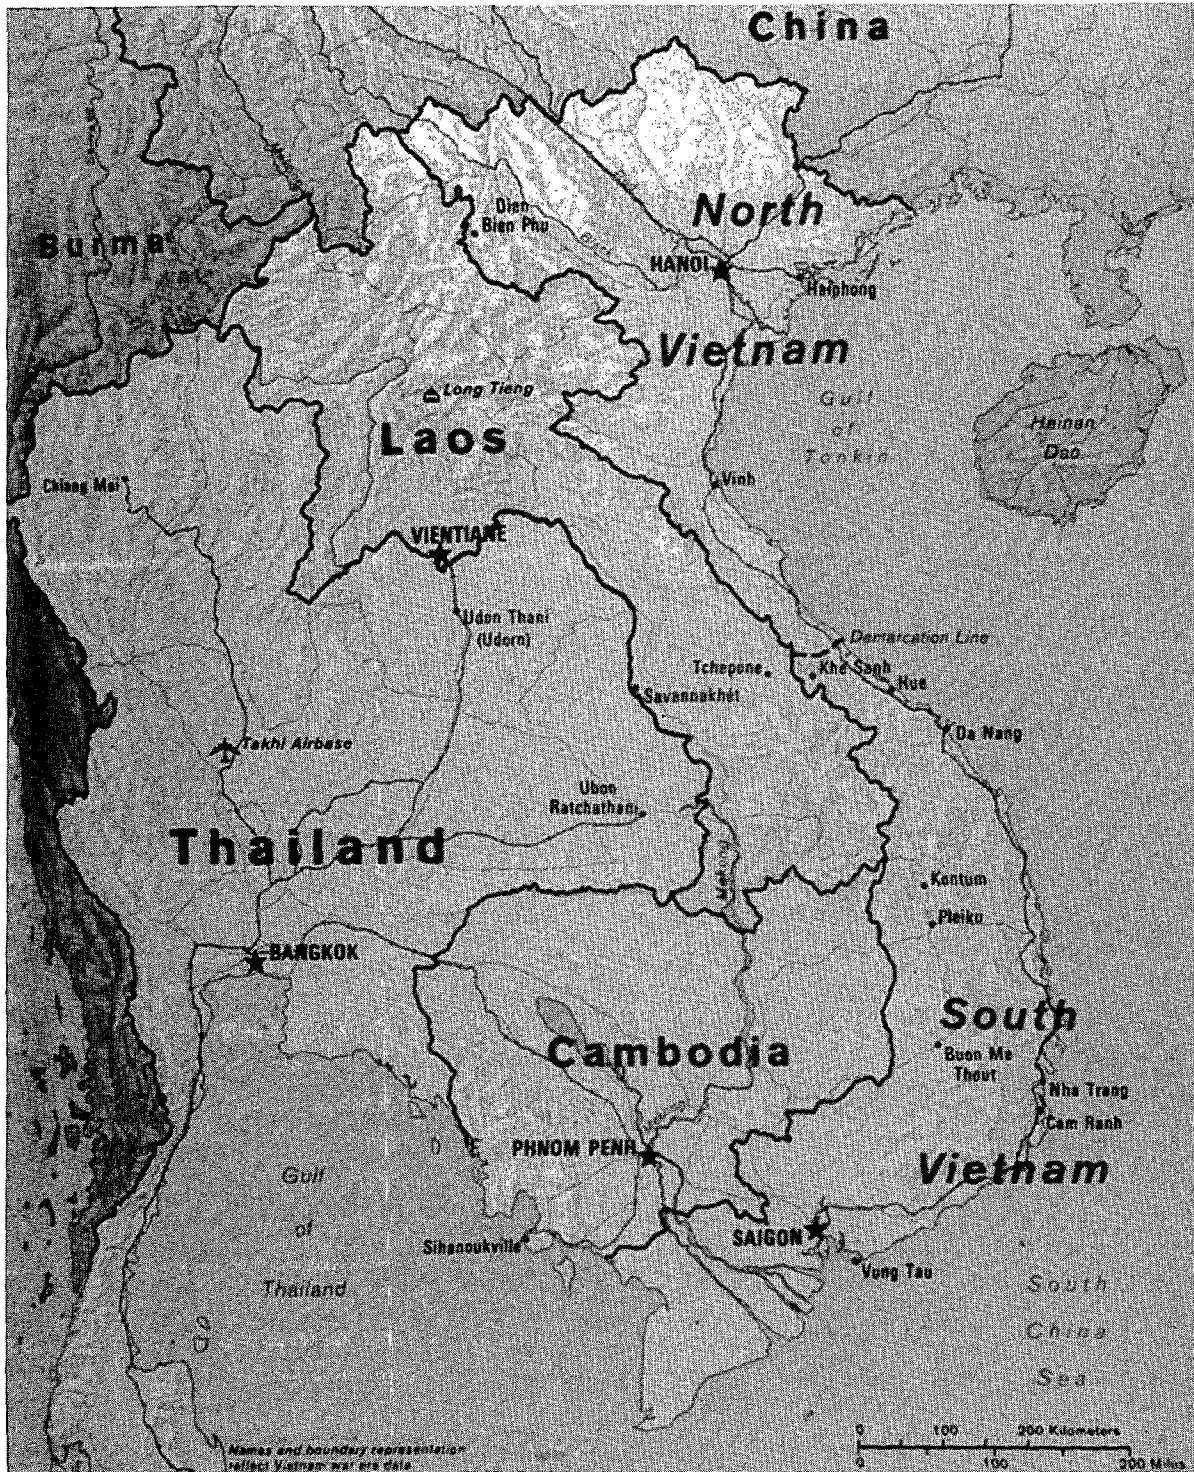 China
Dien
Bien Phu
North
Burma
HANOI
Haiphong
Vietnam
Long Tieng
Gulf
of
Tonkin
Laos
Hainan
Dao
Chiang Mai
Vinh
VIENTIANE
Udon Thani
(Udorn)
Demarcation Line
Tchepone
Khe Sanh
Hue
Savannakhét
Da Nang
Takhli Airbase
Ubon
Ratchathani
Thailand
Mekong
Kontum
Pleiku
BANGKOK
South
Cambodia
Buon Me
Thout
Nha Trang
Cam Ranh
PHNOM PENH
Vietnam
Gulf
of
Thailand
SAIGON
Sihanoukville
Vung Tau
South
China
Sea
0 100 200 Kilometers
0 100 200 Miles
Names and boundary representation
reflect Vietnam war era data